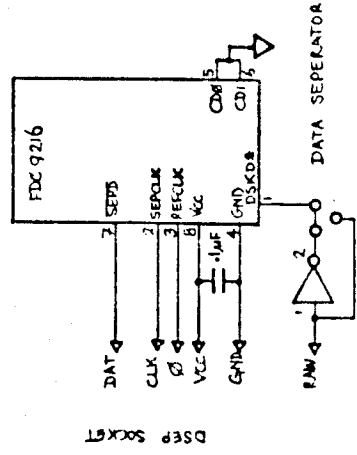 FDC 9216
7 SEPD
2 SEPCLK
3 REFCLK
8 VCC
4 GND
DSKD*
1
CD0 5
CD1 6
.1µF
DAT
CLK
Ø
VCC
GND
RAW
1
2
DATA SEPERATOR
DSEP SOCKET